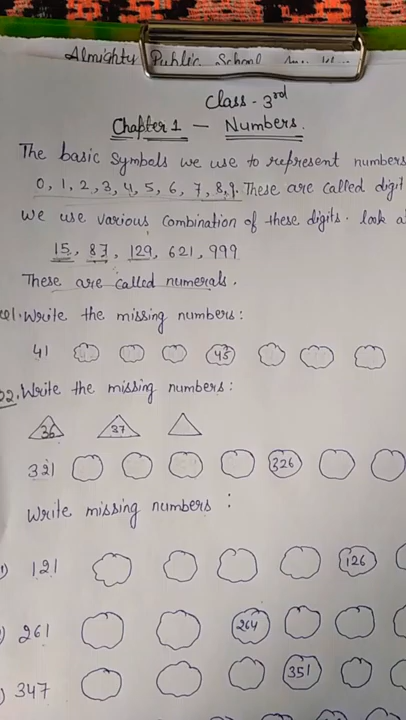 Almighty Public School
Class - 3rd
Chapter 1 - Numbers.
The basic symbols we use to represent numbers
0, 1, 2, 3, 4, 5, 6, 7, 8, 9. These are called digit
We use various combination of these digits. look a
15, 87, 129, 621, 999
These are called numerals.
Q1. Write the missing numbers:
41 45
Q2. Write the missing numbers:
36 37
321 326
Write missing numbers :
121 126
261 264
347 351